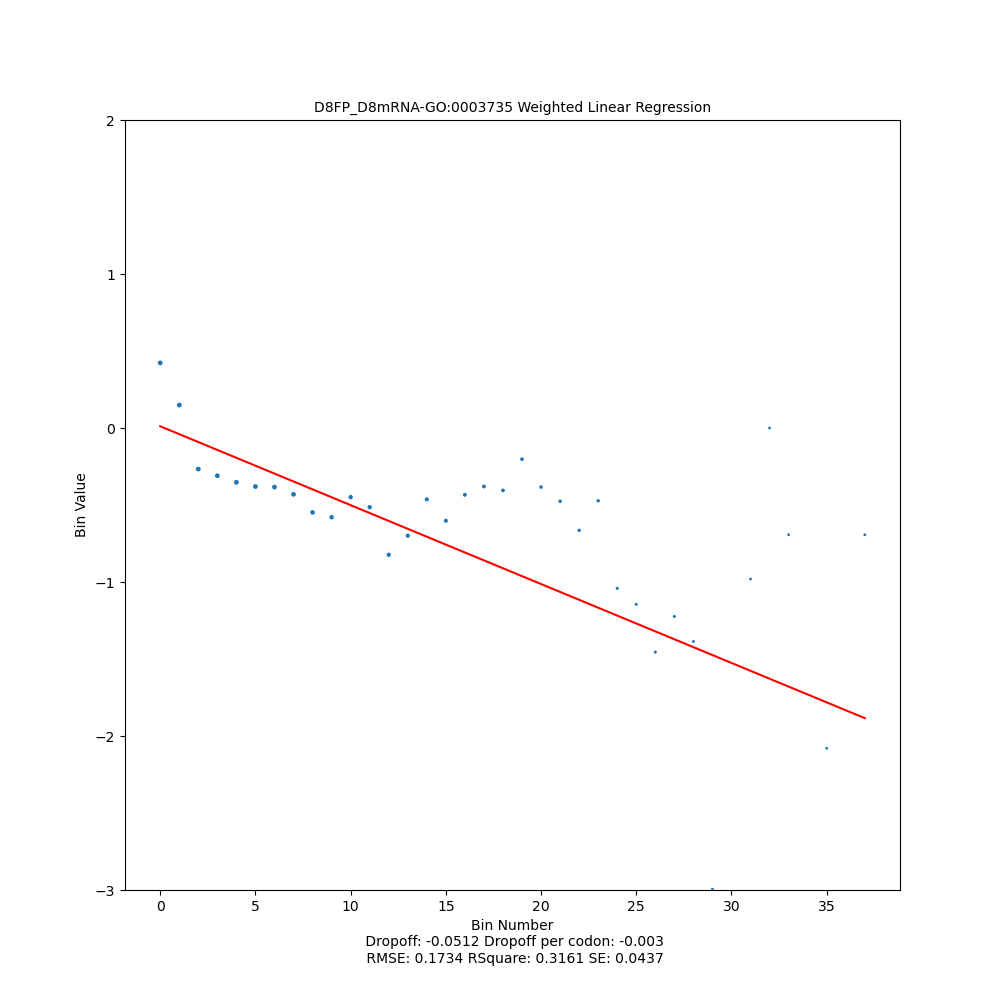 D8FP_D8mRNA-GO:0003735 Weighted Linear Regression
2
1
0
−1
−2
−3
Bin Value
0 5 10 15 20 25 30 35
Bin Number
Dropoff: -0.0512 Dropoff per codon: -0.003
RMSE: 0.1734 RSquare: 0.3161 SE: 0.0437